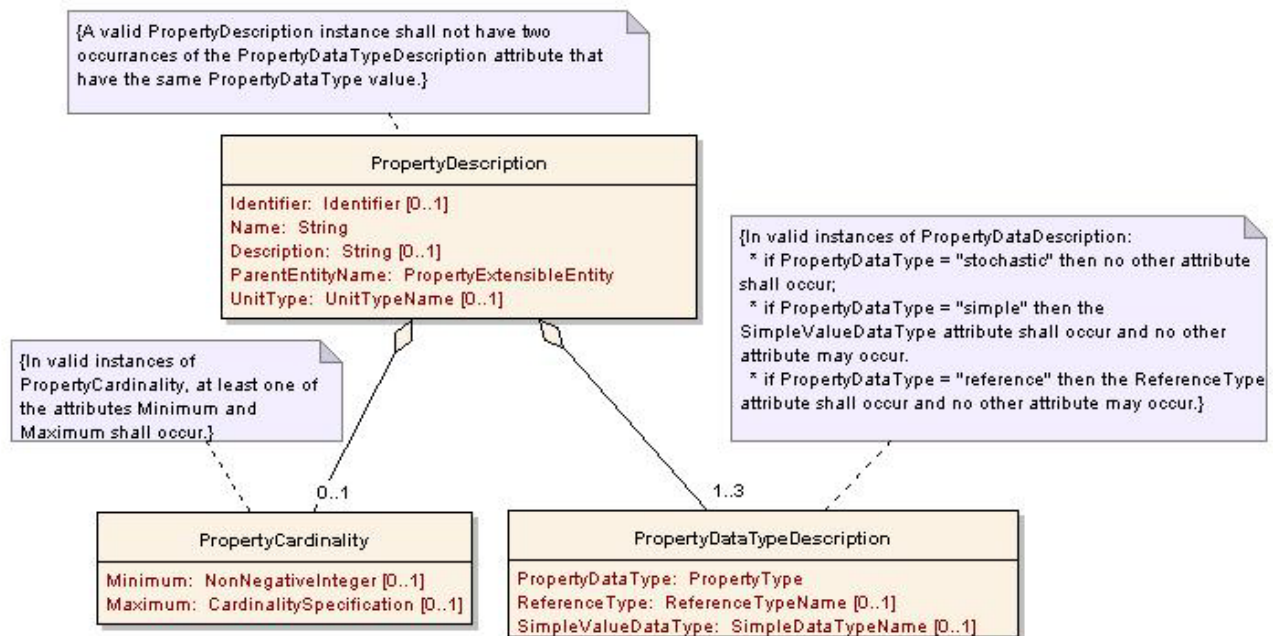 {A valid PropertyDescription instance shall not have two
occurrances of the PropertyDataTypeDescription attribute that
have the same PropertyDataType value.}
PropertyDescription
Identifier: Identifier [0..1]
Name: String
Description: String [0..1]
ParentEntityName: PropertyExtensibleEntity
UnitType: UnitTypeName [0..1]
{In valid instances of PropertyDataDescription:
* if PropertyDataType = "stochastic" then no other attribute
shall occur;
* if PropertyDataType = "simple" then the
SimpleValueDataType attribute shall occur and no other
attribute may occur.
* if PropertyDataType = "reference" then the ReferenceType
attribute shall occur and no other attribute may occur.}
{In valid instances of
PropertyCardinality, at least one of
the attributes Minimum and
Maximum shall occur.}
0..1
1..3
PropertyCardinality
Minimum: NonNegativeInteger [0..1]
Maximum: CardinalitySpecification [0..1]
PropertyDataTypeDescription
PropertyDataType: PropertyType
ReferenceType: ReferenceTypeName [0..1]
SimpleValueDataType: SimpleDataTypeName [0..1]